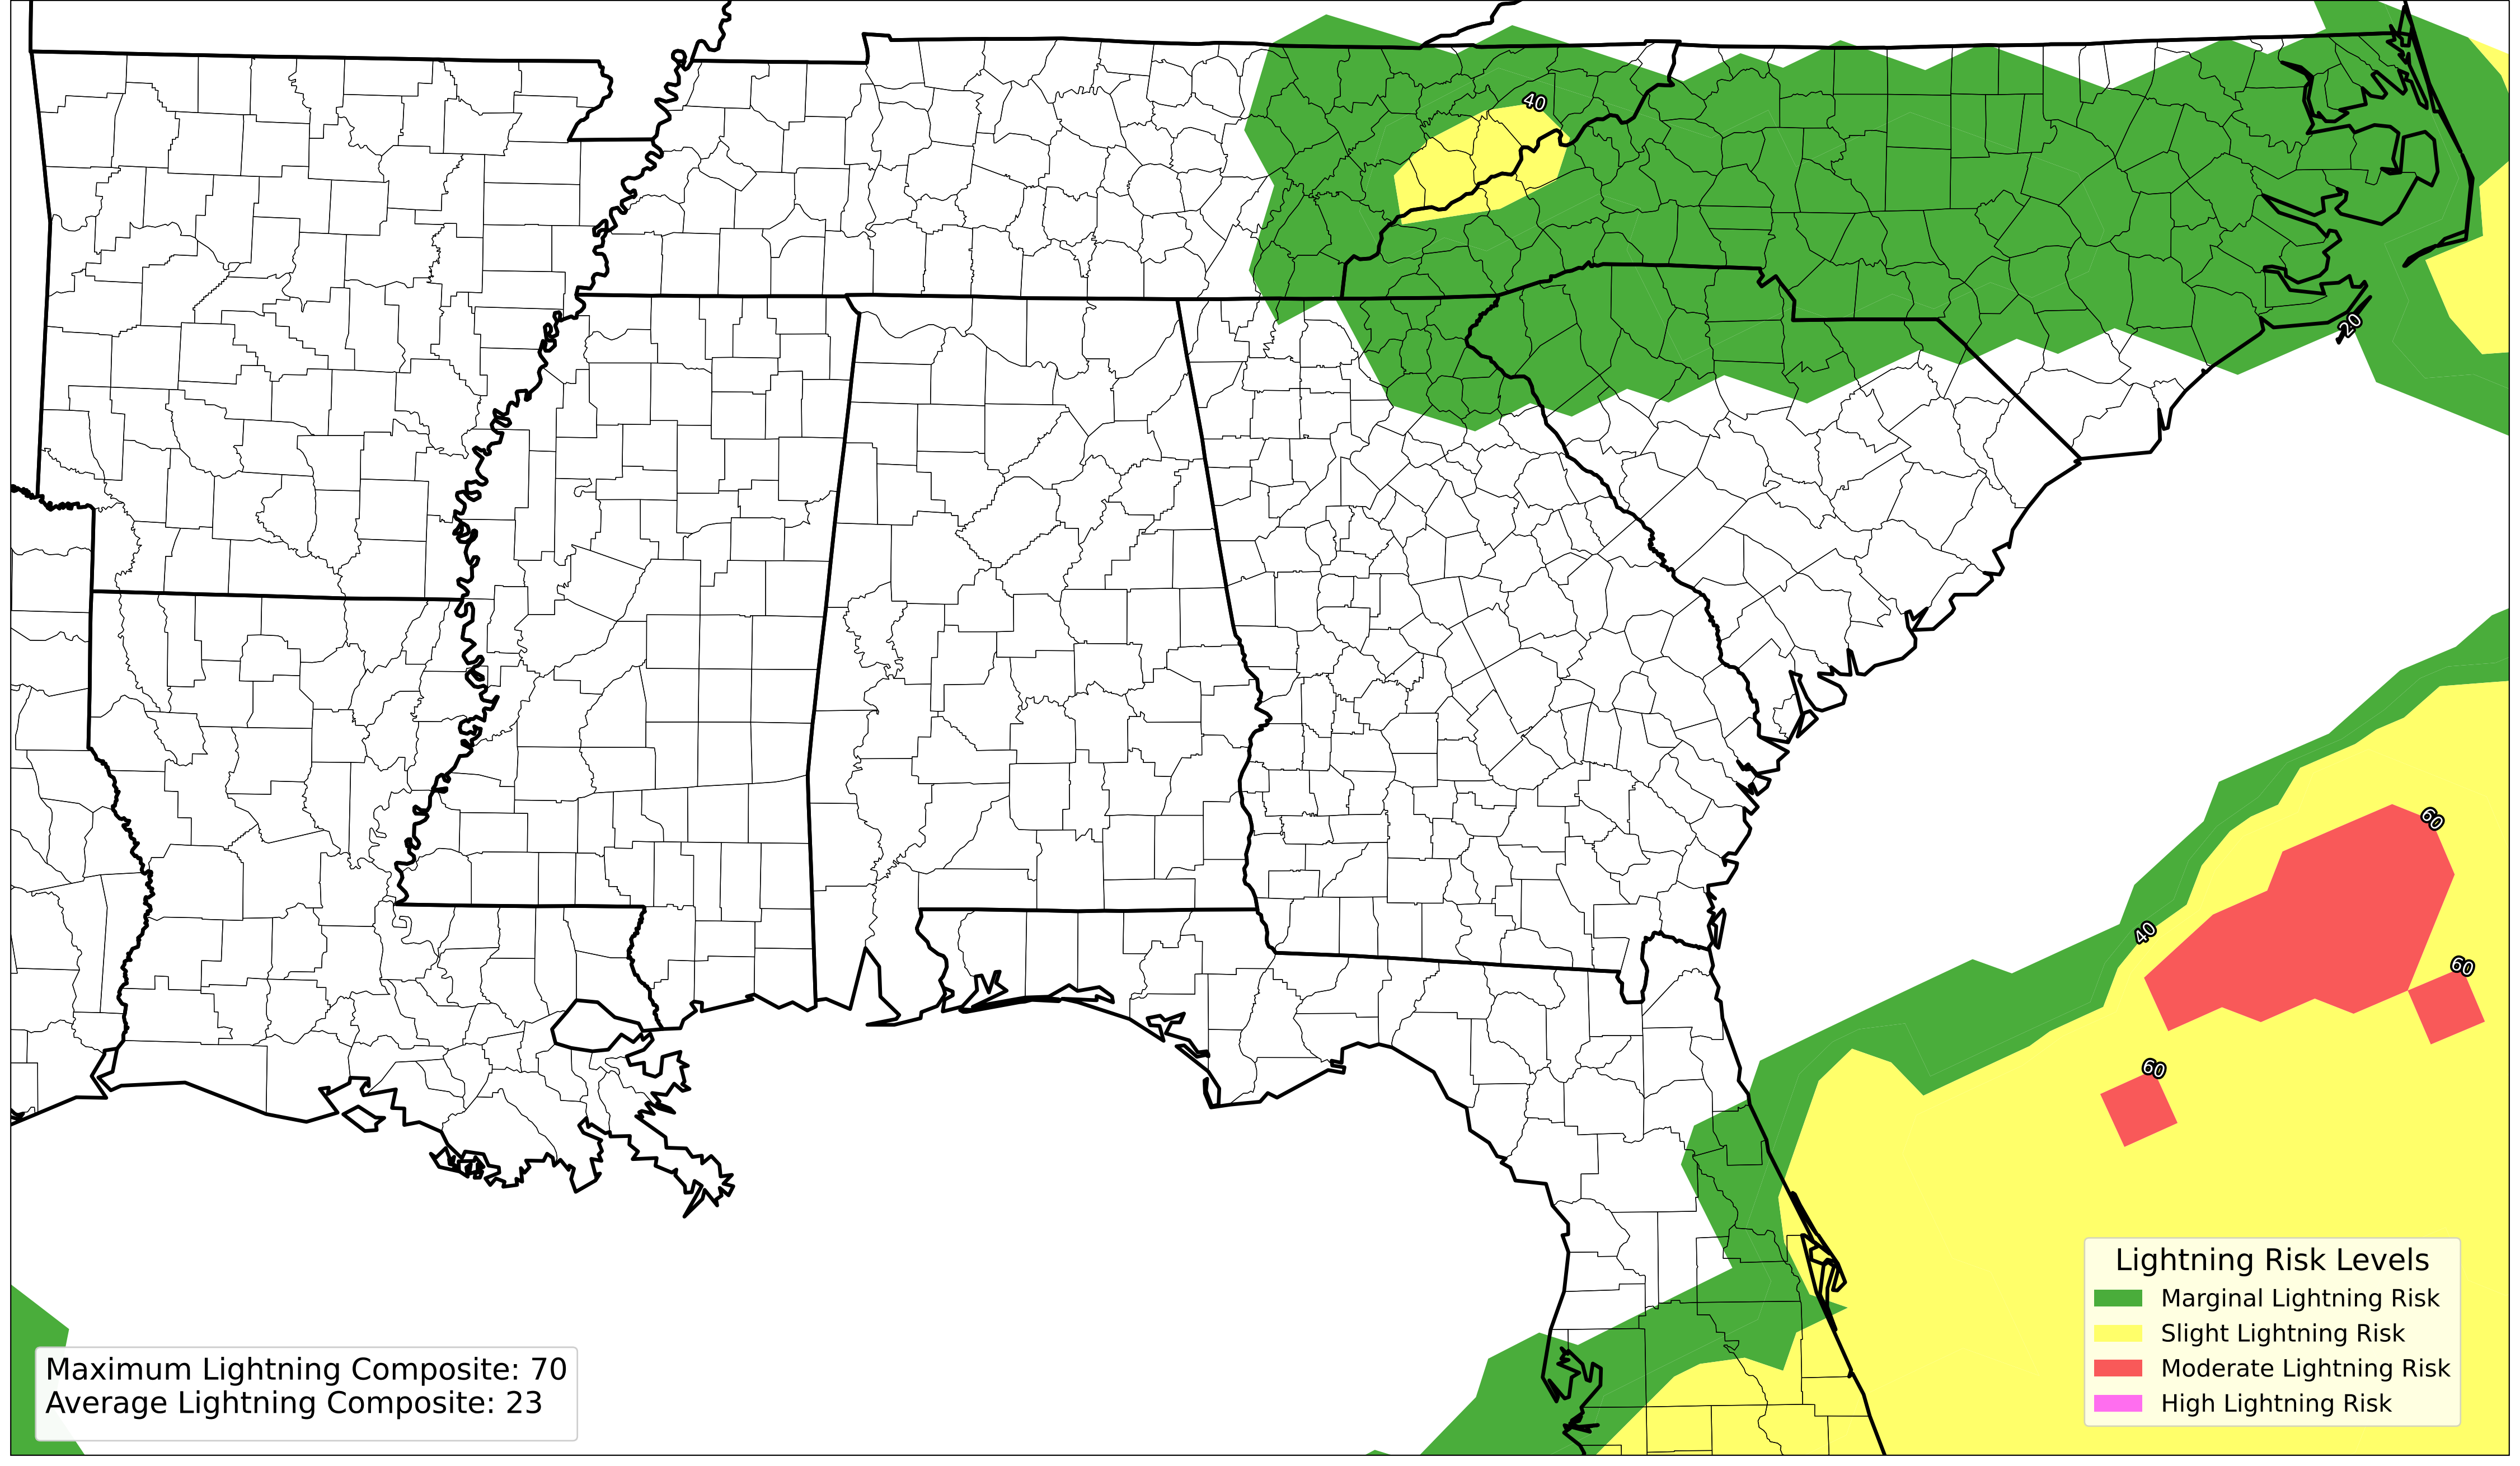 40
20
60
40
60
60
Lightning Risk Levels
Marginal Lightning Risk
Slight Lightning Risk
Moderate Lightning Risk
High Lightning Risk
Maximum Lightning Composite: 70
Average Lightning Composite: 23